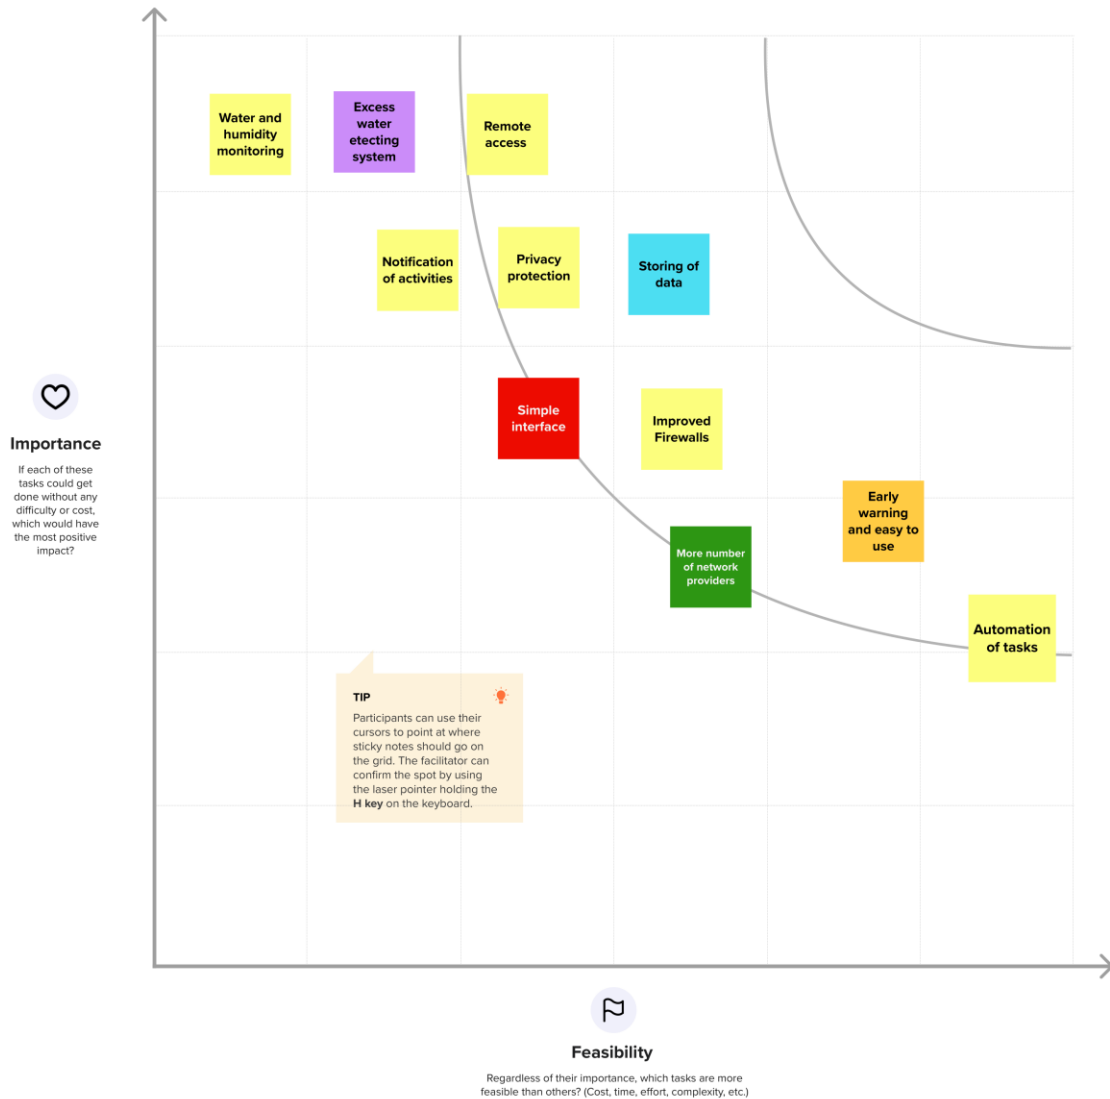 Water and
humidity
monitoring
Excess
water
etecting
system
Remote
access
Notification
of activities
Privacy
protection
Storing of
data
Importance
If each of these
tasks could get
done without any
difficulty or cost,
which would have
the most positive
impact?
Simple
interface
Improved
Firewalls
Early
warning
and easy to
use
More number
of network
providers
Automation
of tasks
TIP
Participants can use their
cursors to point at where
sticky notes should go on
the grid. The facilitator can
confirm the spot by using
the laser pointer holding the
H key on the keyboard.
Feasibility
Regardless of their importance, which tasks are more
feasible than others? (Cost, time, effort, complexity, etc.)